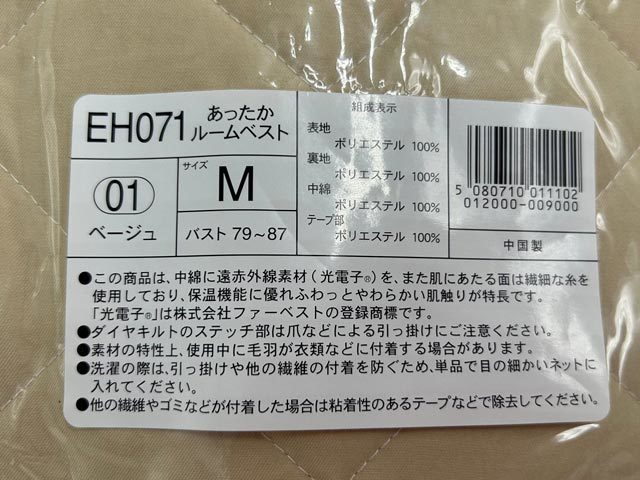 EH071 あったか
ルームベスト
01
ベージュ
サイズ
M
バスト 79～87
組成表示
表地
ポリエステル 100%
裏地
ポリエステル 100%
中綿
ポリエステル 100%
テープ部
ポリエステル 100%
5 080710 011102
012000-009000
中国製
●この商品は、中綿に遠赤外線素材(光電子®)を、また肌にあたる面は繊細な糸を
使用しており、保温機能に優れふわっとやわらかい肌触りが特長です。
「光電子®」は株式会社ファーベストの登録商標です。
●ダイヤキルトのステッチ部は爪などによる引っ掛けにご注意ください。
●素材の特性上、使用中に毛羽が衣類などに付着する場合があります。
●洗濯の際は、引っ掛けや他の繊維の付着を防ぐため、単品で目の細かいネットに
入れてください。
●他の繊維やゴミなどが付着した場合は粘着性のあるテープなどで除去してください。